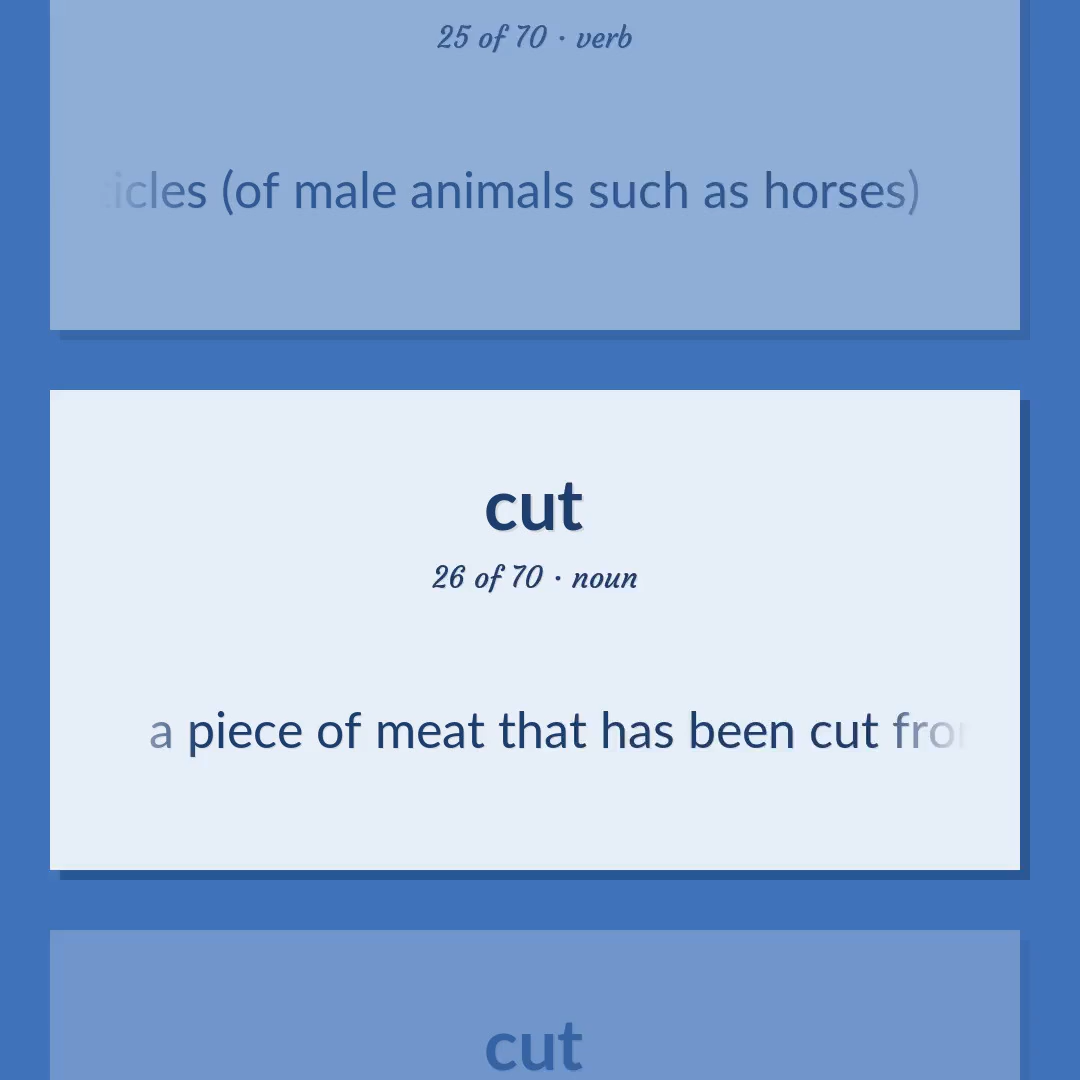 25 of 70 · verb
(of male animals such as horses)
cut
26 of 70 · noun
a piece of meat that has been cut
cut